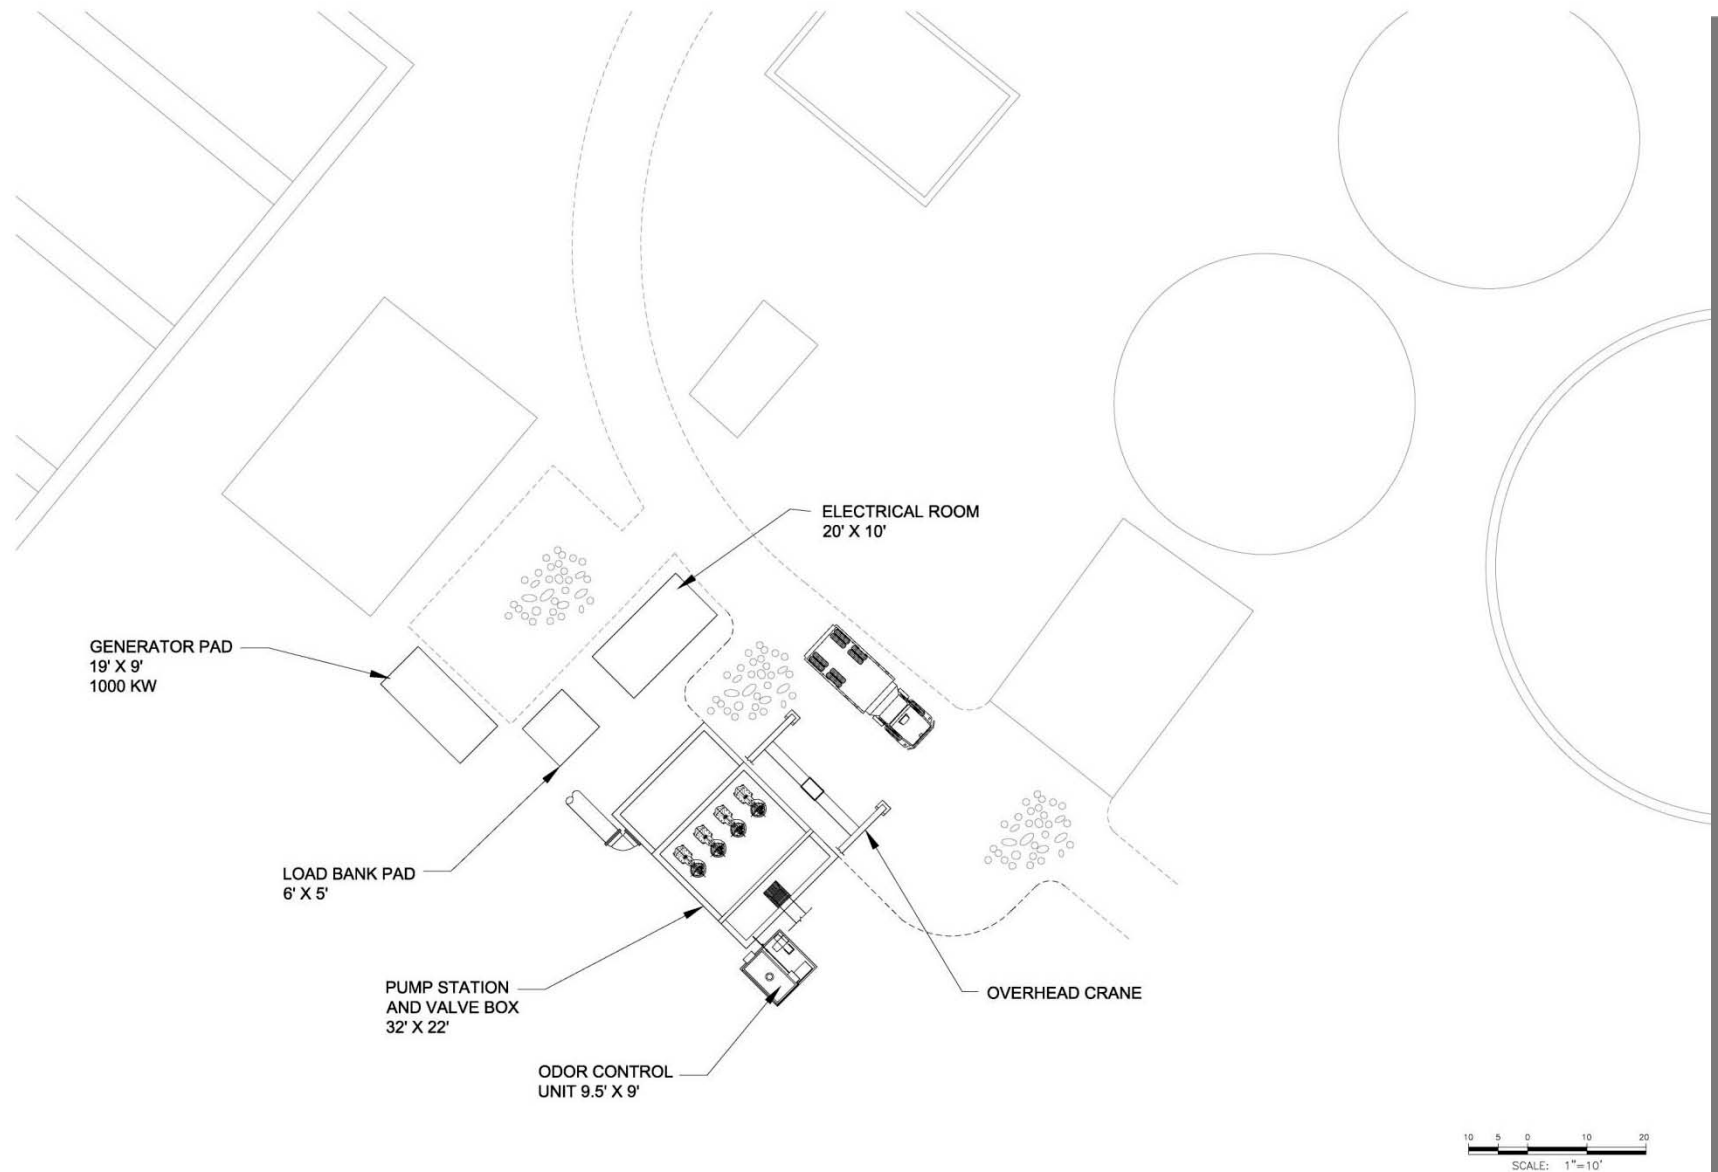 ELECTRICAL ROOM
20' X 10'
GENERATOR PAD
19' X 9'
1000 KW
LOAD BANK PAD
6' X 5'
PUMP STATION
AND VALVE BOX
32' X 22'
OVERHEAD CRANE
ODOR CONTROL
UNIT 9.5' X 9'
10 5 0 10 20
SCALE: 1"=10'